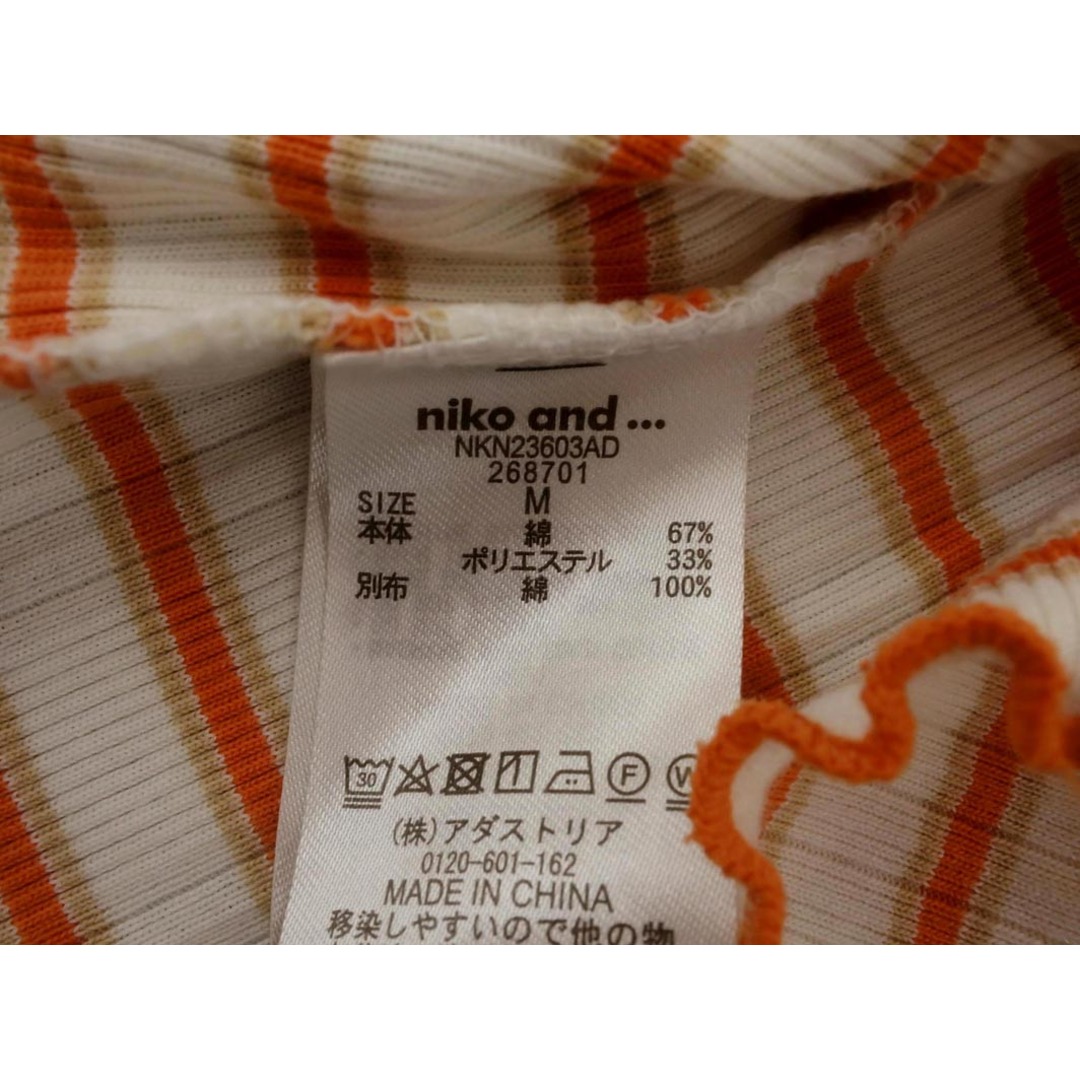 niko and ...
NKN23603AD
268701
SIZE M
本体 綿 67%
ポリエステル 33%
別布 綿 100%
30 F W
(株)アダストリア
0120-601-162
MADE IN CHINA
移染しやすいので他の物